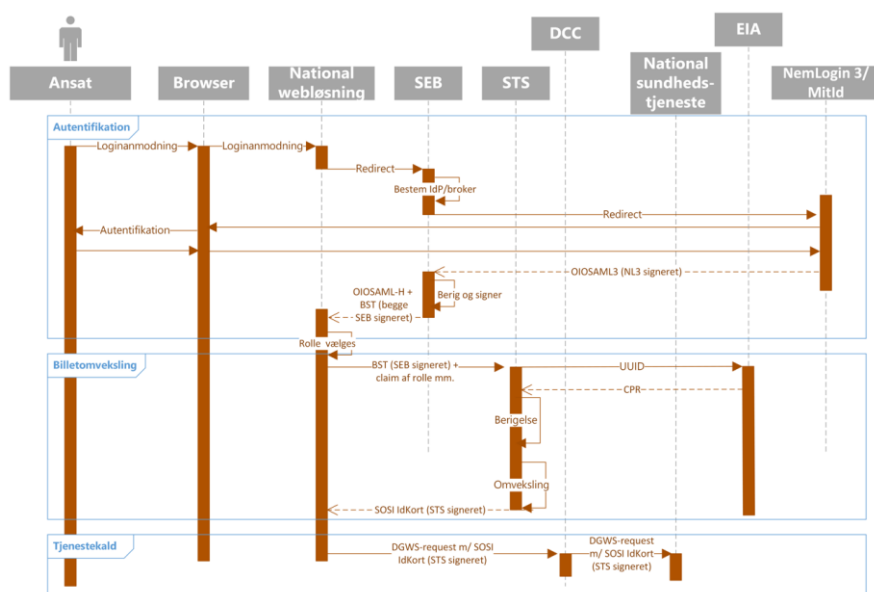 DCC
EIA
Ansat
Browser
National
webløsning
SEB
STS
National
sundheds-
tjeneste
NemLogin 3/
MitId
Autentifikation
Loginanmodning
Loginanmodning
Redirect
Bestem IdP/broker
Redirect
Autentifikation
OIOSAML3 (NL3 signeret)
OIOSAML-H +
BST (begge
SEB signeret)
Berig og signer
Rolle vælges
Billetomveksling
BST (SEB signeret) +
claim af rolle mm.
UUID
CPR
Berigelse
Omveksling
SOSI IdKort (STS signeret)
Tjenestekald
DGWS-request m/ SOSI
IdKort (STS signeret)
DGWS-request
m/ SOSI IdKort
(STS signeret)